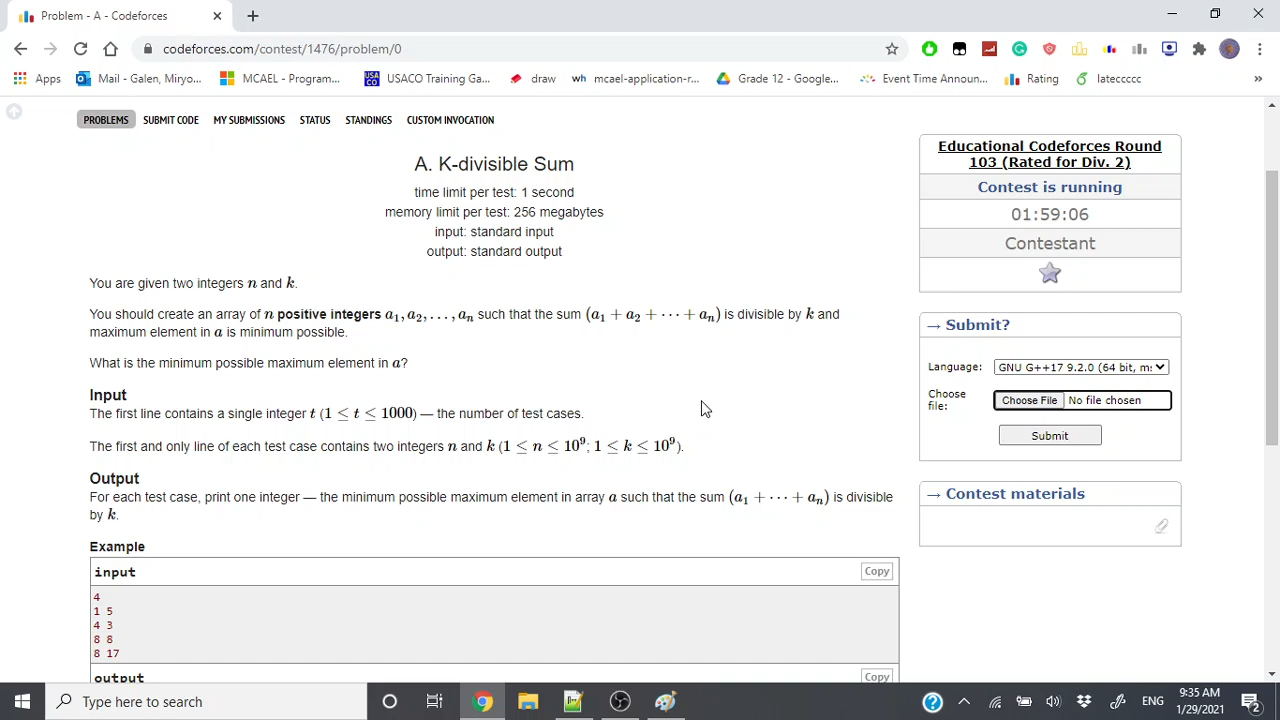 Problem - A - Codeforces
codeforces.com/contest/1476/problem/0
Apps Mail - Galen, Miryo... MCAEL - Program... USACO Training Ga... draw wh mcael-application-r... Grade 12 - Google... Event Time Announ... Rating lateccccc »
PROBLEMS SUBMIT CODE MY SUBMISSIONS STATUS STANDINGS CUSTOM INVOCATION
A. K-divisible Sum
time limit per test: 1 second
memory limit per test: 256 megabytes
input: standard input
output: standard output
You are given two integers n and k.
You should create an array of n positive integers a₁, a₂, …, aₙ such that the sum (a₁ + a₂ + ⋯ + aₙ) is divisible by k and
maximum element in a is minimum possible.
What is the minimum possible maximum element in a?
Input
The first line contains a single integer t (1 ≤ t ≤ 1000) — the number of test cases.
The first and only line of each test case contains two integers n and k (1 ≤ n ≤ 10⁹; 1 ≤ k ≤ 10⁹).
Output
For each test case, print one integer — the minimum possible maximum element in array a such that the sum (a₁ + ⋯ + aₙ) is divisible
by k.
Example
input
Copy
4
1 5
4 3
8 8
8 17
output
Copy
Educational Codeforces Round
103 (Rated for Div. 2)
Contest is running
01:59:06
Contestant
→ Submit?
Language: GNU G++17 9.2.0 (64 bit, m:
Choose
file: Choose File No file chosen
Submit
→ Contest materials
Type here to search
ENG
9:35 AM
1/29/2021
2